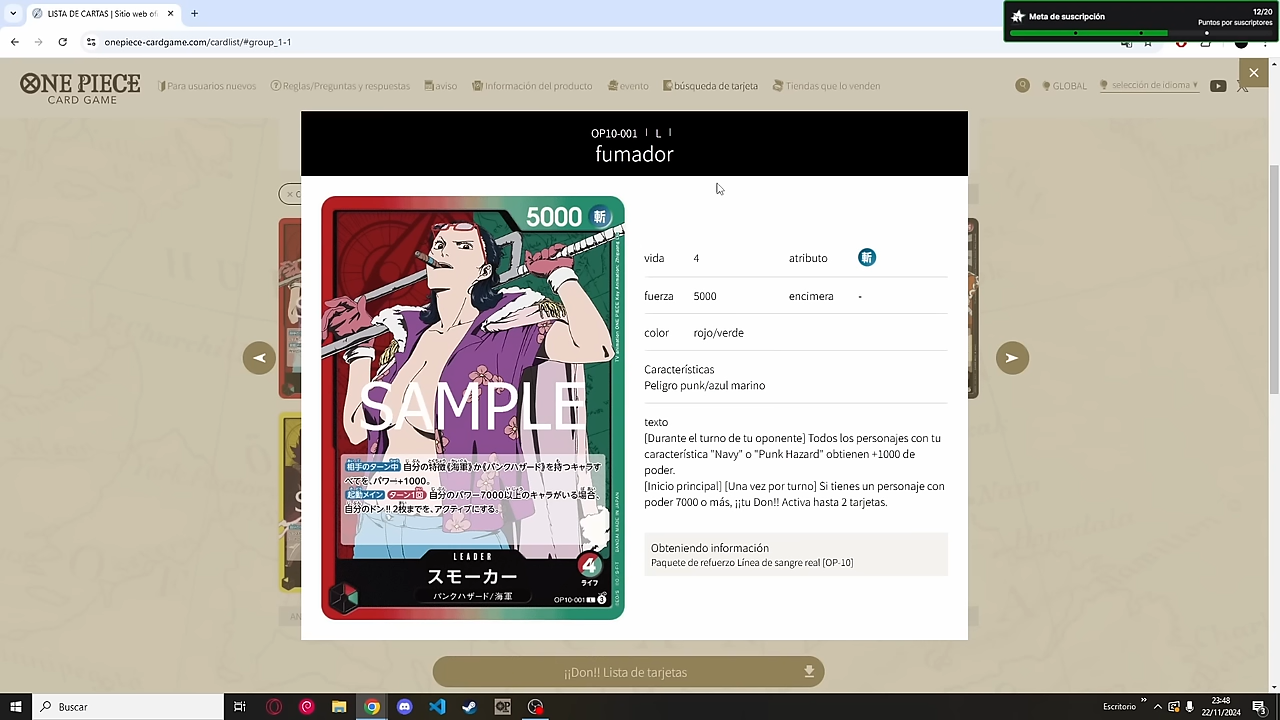 LISTA DE CARTAS | Sitio web of
Meta de suscripción
12/20
Puntos por suscriptores
onepiece-cardgame.com/cardlist/#group_1-1
ONE PIECE
CARD GAME
Para usuarios nuevos
Reglas/Preguntas y respuestas
aviso
Información del producto
evento
búsqueda de tarjeta
Tiendas que lo venden
GLOBAL
selección de idioma ▼
OP10-001 | L |
fumador
5000 斬
vida 4 atributo 斬
fuerza 5000 encimera -
color rojo/verde
Características
Peligro punk/azul marino
texto
[Durante el turno de tu oponente] Todos los personajes con tu
característica "Navy" o "Punk Hazard" obtienen +1000 de
poder.
[Inicio principal] [Una vez por turno] Si tienes un personaje con
poder 7000 o más, ¡¡tu Don!! Activa hasta 2 tarjetas.
Obteniendo información
Paquete de refuerzo Línea de sangre real [OP-10]
SAMPLE
相手のターン中 自分の特徴《海軍》か《パンクハザード》を持つキャラす
べてを、パワー+1000。
起動メイン ターン1回 自分のパワー7000以上のキャラがいる場合、
自分のドン!!2枚までを、アクティブにする。
LEADER
スモーカー
パンクハザード/海軍
4
ライフ
OP10-001 L
¡¡Don!! Lista de tarjetas
Buscar
Escritorio
23:48
22/11/2024